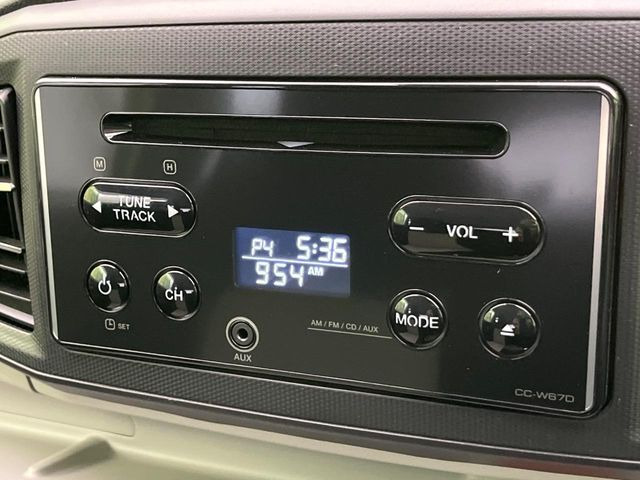 M H
TUNE
TRACK
P4 5:36
954 AM
− VOL +
CH
SET
AUX
AM / FM / CD / AUX
MODE
CC-W67D